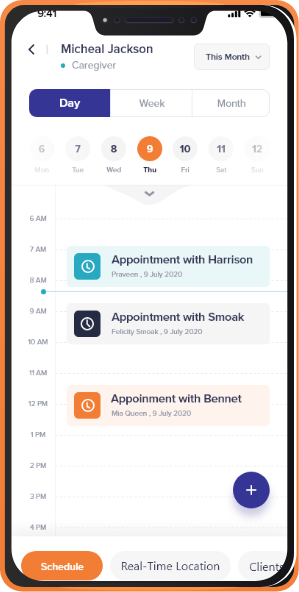 9:41
Micheal Jackson
Caregiver
This Month
Day Week Month
6 7 8 9 10 11 12
Mon Tue Wed Thu Fri Sat Sun
6 AM
7 AM
Appointment with Harrison
Praveen , 9 July 2020
8 AM
9 AM
Appointment with Smoak
Felicity Smoak , 9 July 2020
10 AM
11 AM
Appoinment with Bennet
12 PM
Mia Queen , 9 July 2020
1 PM
2 PM
3 PM
+
4 PM
Schedule Real-Time Location Clients